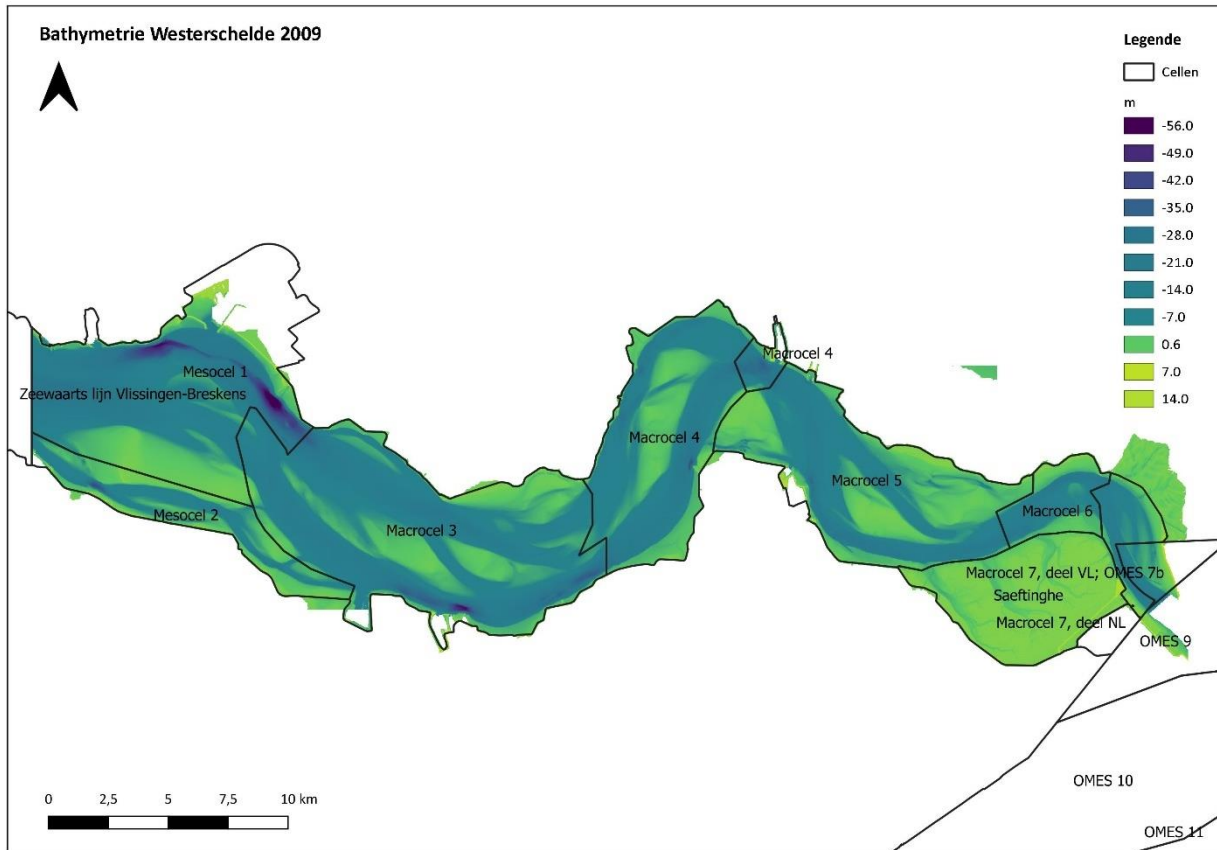 Bathymetrie Westerschelde 2009
Legende
Cellen
m
-56.0
-49.0
-42.0
-35.0
-28.0
-21.0
-14.0
-7.0
0.6
7.0
14.0
Mesocel 1
Zeewaarts lijn Vlissingen-Breskens
Mesocel 2
Macrocel 3
Macrocel 4
Macrocel 4
Macrocel 5
Macrocel 6
Macrocel 7, deel VL; OMES 7b
Saeftinghe
Macrocel 7, deel NL
OMES 9
OMES 10
OMES 11
0 2,5 5 7,5 10 km